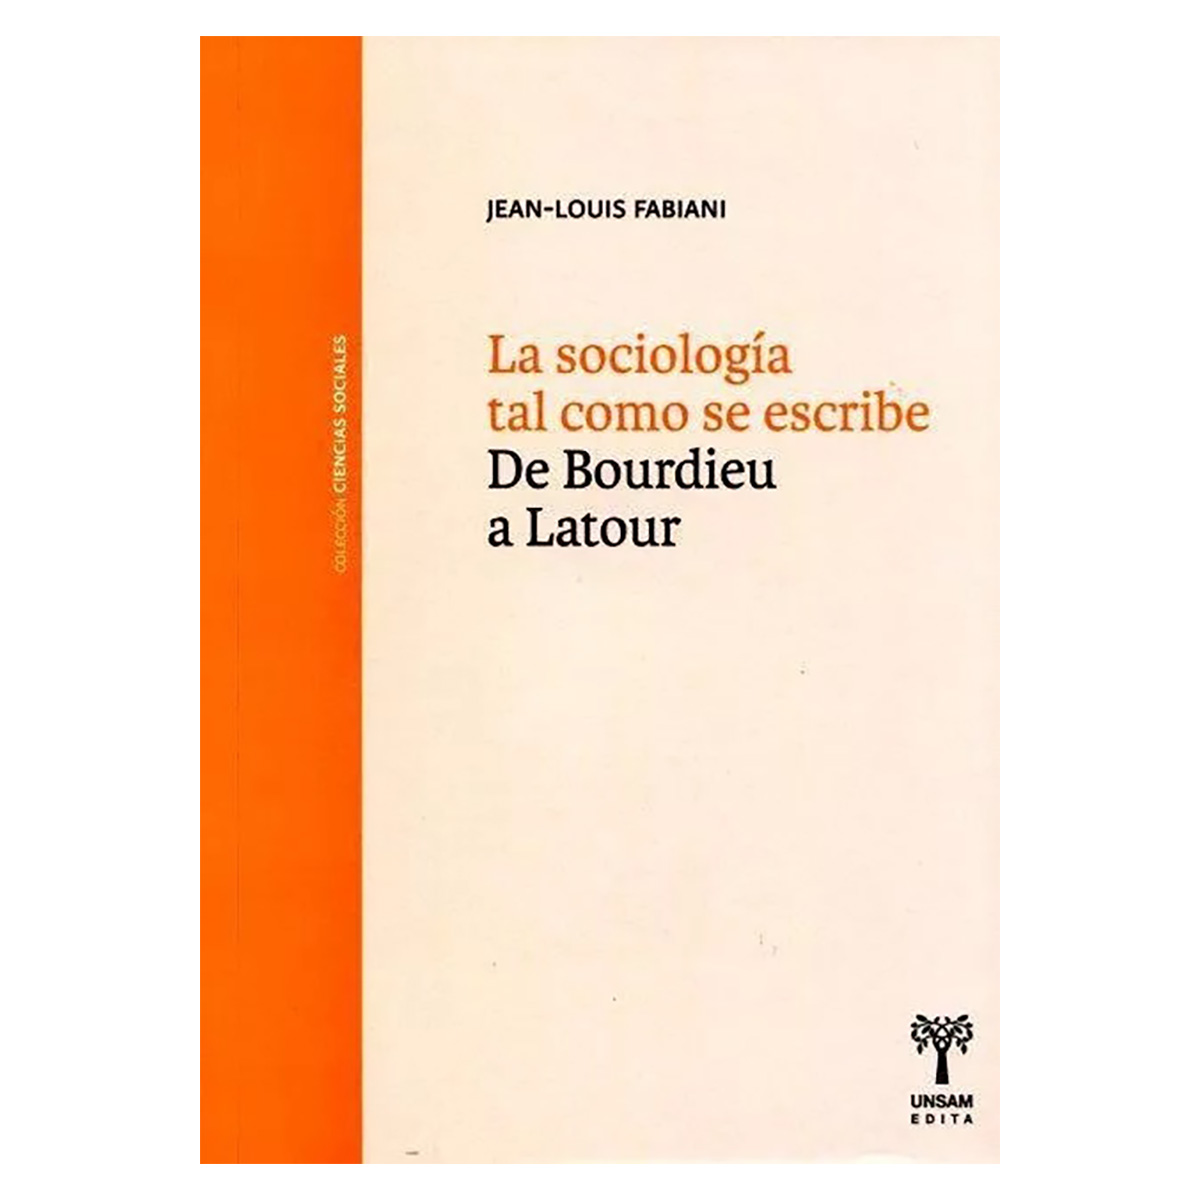 JEAN-LOUIS FABIANI
La sociología
tal como se escribe
De Bourdieu
a Latour
COLECCIÓN CIENCIAS SOCIALES
UNSAM
EDITA